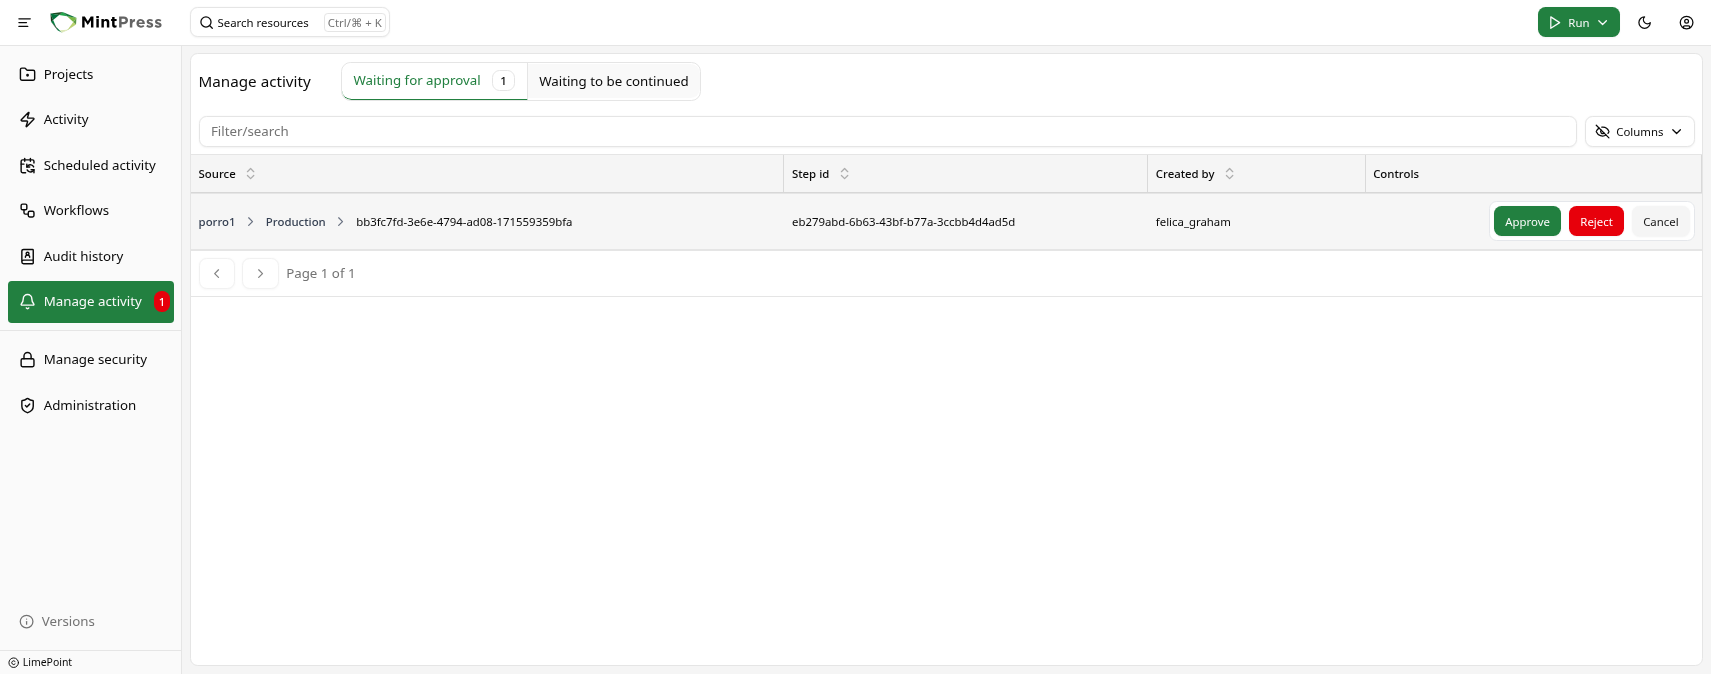 MintPress
Search resources Ctrl/⌘ + K
Run
Projects
Activity
Scheduled activity
Workflows
Audit history
Manage activity 1
Manage security
Administration
Versions
LimePoint
Manage activity
Waiting for approval 1
Waiting to be continued
Filter/search
Columns
Source Step id Created by Controls
porro1 Production bb3fc7fd-3e6e-4794-ad08-171559359bfa eb279abd-6b63-43bf-b77a-3ccbb4d4ad5d felica_graham Approve Reject Cancel
Page 1 of 1